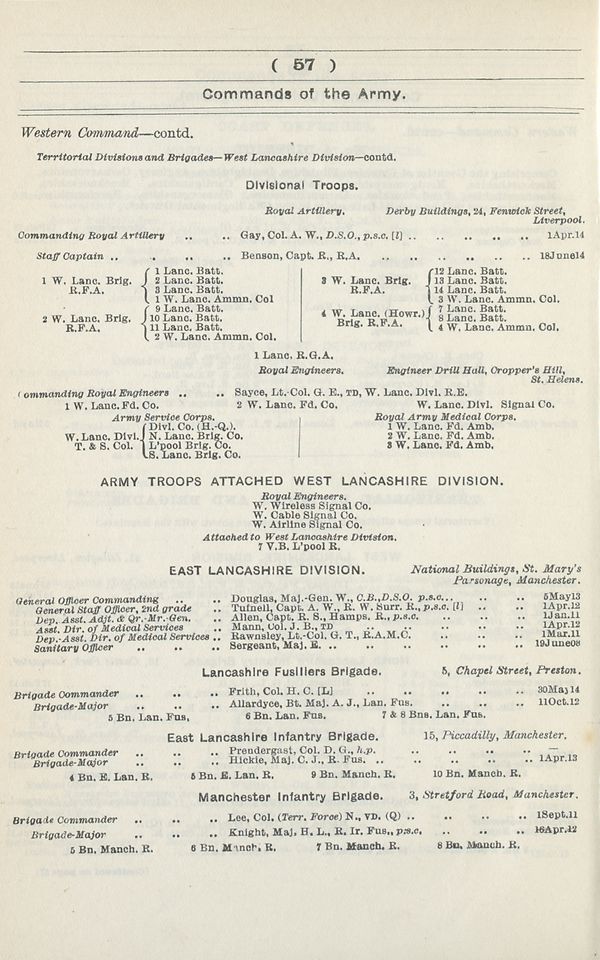 ( 57 )
Commands of the Army.
Western Command—contd.
Territorial Divisions and Brigades—West Lancashire Division—contd.
Divisional Troops.
Royal Artillery. Derby Buildings, 24, Fenwick Street,
Liverpool.
Commanding Royal Artillery .. .. Gay, Col. A. W., D.S.O., p.s.c. [l] .. .. .. .. .. 1Apr.14
Staff Captain .. .. .. .. Benson, Capt. R., R.A. .. .. .. .. .. .. 18June14
1 W. Lanc. Brig. R.F.A. { 1 Lanc. Batt.
2 Lanc. Batt.
3 Lanc. Batt.
1 W. Lanc. Ammn. Col
2 W. Lanc. Brig. R.F.A. { 9 Lanc. Batt.
10 Lanc. Batt.
11 Lanc. Batt.
2 W. Lanc. Ammn. Col.
3 W. Lanc. Brig. R.F.A. { 12 Lanc. Batt.
13 Lanc. Batt.
14 Lanc. Batt.
3 W. Lanc. Ammn. Col.
4 W. Lanc. (Howr.) Brig. R.F.A. { 7 Lanc. Batt.
8 Lanc. Batt.
4 W. Lanc. Ammn. Col.
1 Lanc. R.G.A.
Royal Engineers. Engineer Drill Hall, Cropper's Hill,
St. Helens.
Commanding Royal Engineers .. .. Sayce, Lt.-Col. G. E., TD, W. Lanc. Divl. R.E.
1 W. Lanc. Fd. Co. 2 W. Lanc. Fd. Co. W. Lanc. Divl. Signal Co.
Army Service Corps.
W. Lanc. Divl. T. & S. Col. { Divl. Co. (H.-Q.).
N. Lanc. Brig. Co.
L'pool Brig. Co.
S. Lanc. Brig. Co.
Royal Army Medical Corps.
1 W. Lanc. Fd. Amb.
2 W. Lanc. Fd. Amb.
3 W. Lanc. Fd. Amb.
ARMY TROOPS ATTACHED WEST LANCASHIRE DIVISION.
Royal Engineers.
W. Wireless Signal Co.
W. Cable Signal Co.
W. Airline Signal Co.
Attached to West Lancashire Division.
7 V.B. L'pool R.
EAST LANCASHIRE DIVISION. National Buildings, St. Mary's
Parsonage, Manchester.
General Officer Commanding .. .. Douglas, Maj.-Gen. W., C.B., D.S.O. p.s.c... .. .. 5May13
General Staff Officer, 2nd grade .. Tufnell, Capt. A. W., R. W. Surr. R., p.s.c. [l] .. .. 1Apr.12
Dep. Asst. Adjt. & Qr.-Mr.-Gen. .. Allen, Capt. R. S., Hamps. R., p.s.c. .. .. .. 1Jan.11
Asst. Dir. of Medical Services .. Mann, Col. J. B., TD .. .. .. .. .. 1Apr.12
Dep.-Asst. Dir. of Medical Services .. Rawnsley, Lt.-Col. G. T., R.A.M.C. .. .. .. 1Mar.11
Sanitary Officer .. .. .. .. Sergeant, Maj. E. .. .. .. .. .. .. 19June08
Lancashire Fusiliers Brigade. 5, Chapel Street, Preston.
Brigade Commander .. .. .. Frith, Col. H. C. [L] .. .. .. .. .. 30May14
Brigade-Major .. .. .. Allardyce, Bt. Maj. A. J., Lan. Fus. .. .. .. .. 11Oct.12
5 Bn. Lan. Fus, 6 Bn. Lan. Fus. 7 & 8 Bns. Lan. Fus.
East Lancashire Infantry Brigade. 15, Piccadilly, Manchester.
Brigade Commander .. .. .. Prendergast, Col. D. G., h.p. .. .. .. .. —
Brigade-Major .. .. .. Hickie, Maj. C. J., R. Fus. .. .. .. .. .. 1Apr.13
4 Bn. E. Lan. R. 5 Bn. E. Lan. R. 9 Bn. Manch. R. 10 Bn. Manch. R.
Manchester Infantry Brigade. 3, Stretford Road, Manchester.
Brigade Commander .. .. .. Lee, Col. (Terr. Force) N., VD. (Q) .. .. .. .. 1Sept.11
Brigade-Major .. .. .. Knight, Maj. H. L., R. Ir. Fus., p.s.c. .. .. .. 16Apr.12
5 Bn. Manch. R. 6 Bn. Manch. R. 7 Bn. Manch. R. 8 Bn. Manch. R.